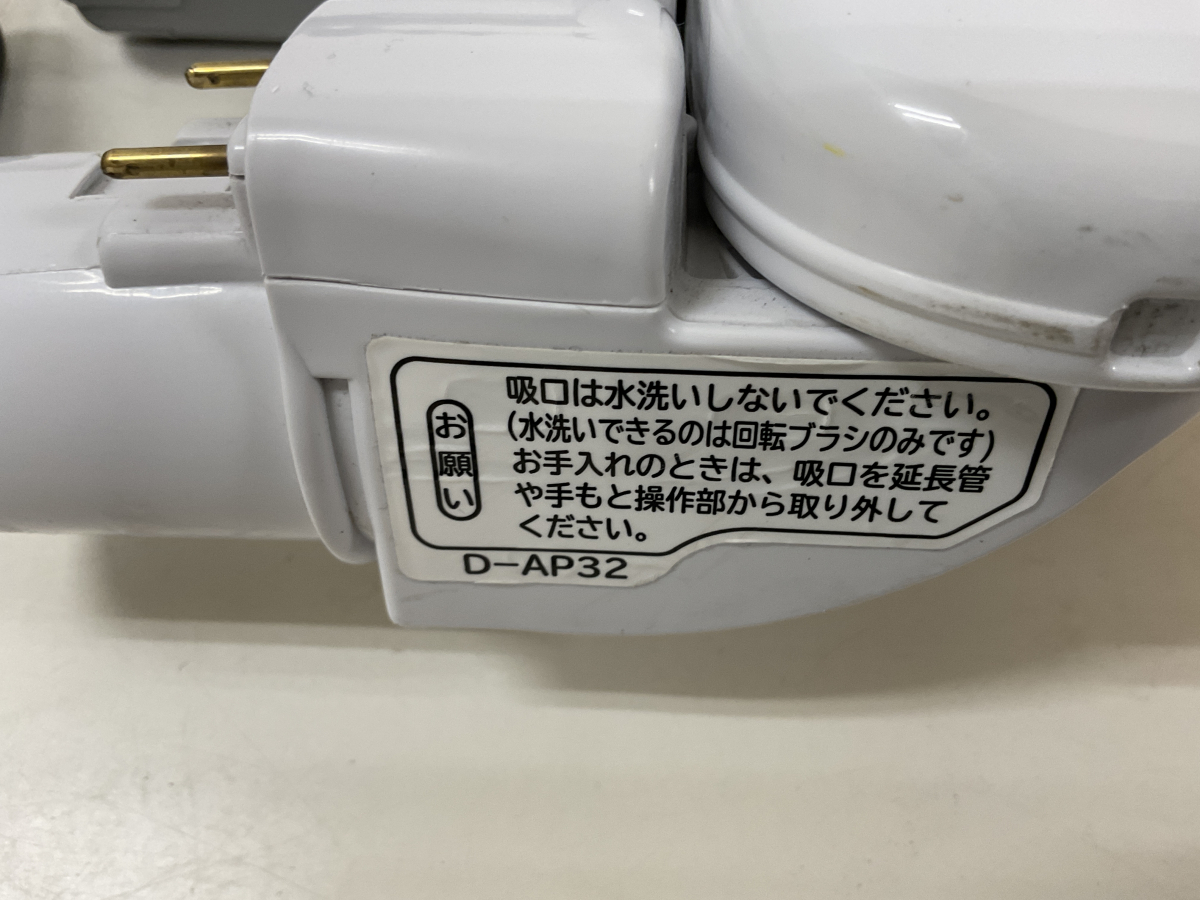 お願い
吸口は水洗いしないでください。
(水洗いできるのは回転ブラシのみです)
お手入れのときは、吸口を延長管
や手もと操作部から取り外して
ください。
D-AP32